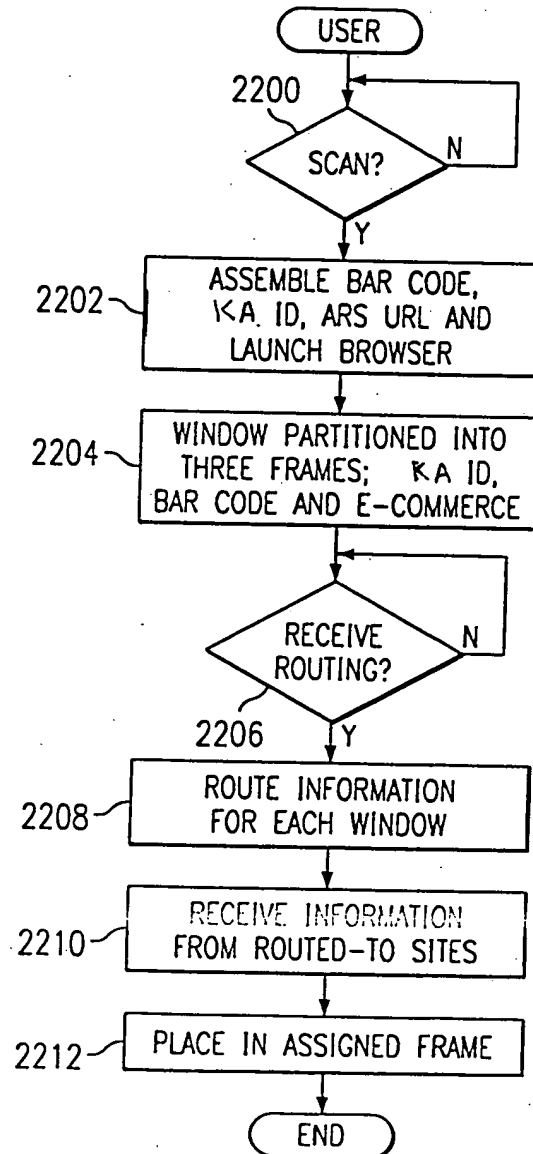 USER
2200
SCAN?
N
Y
2202
ASSEMBLE BAR CODE,
KA. ID, ARS URL AND
LAUNCH BROWSER
2204
WINDOW PARTITIONED INTO
THREE FRAMES; KA ID,
BAR CODE AND E-COMMERCE
RECEIVE
ROUTING?
N
2206
Y
2208
ROUTE INFORMATION
FOR EACH WINDOW
2210
RECEIVE INFORMATION
FROM ROUTED-TO SITES
2212
PLACE IN ASSIGNED FRAME
END